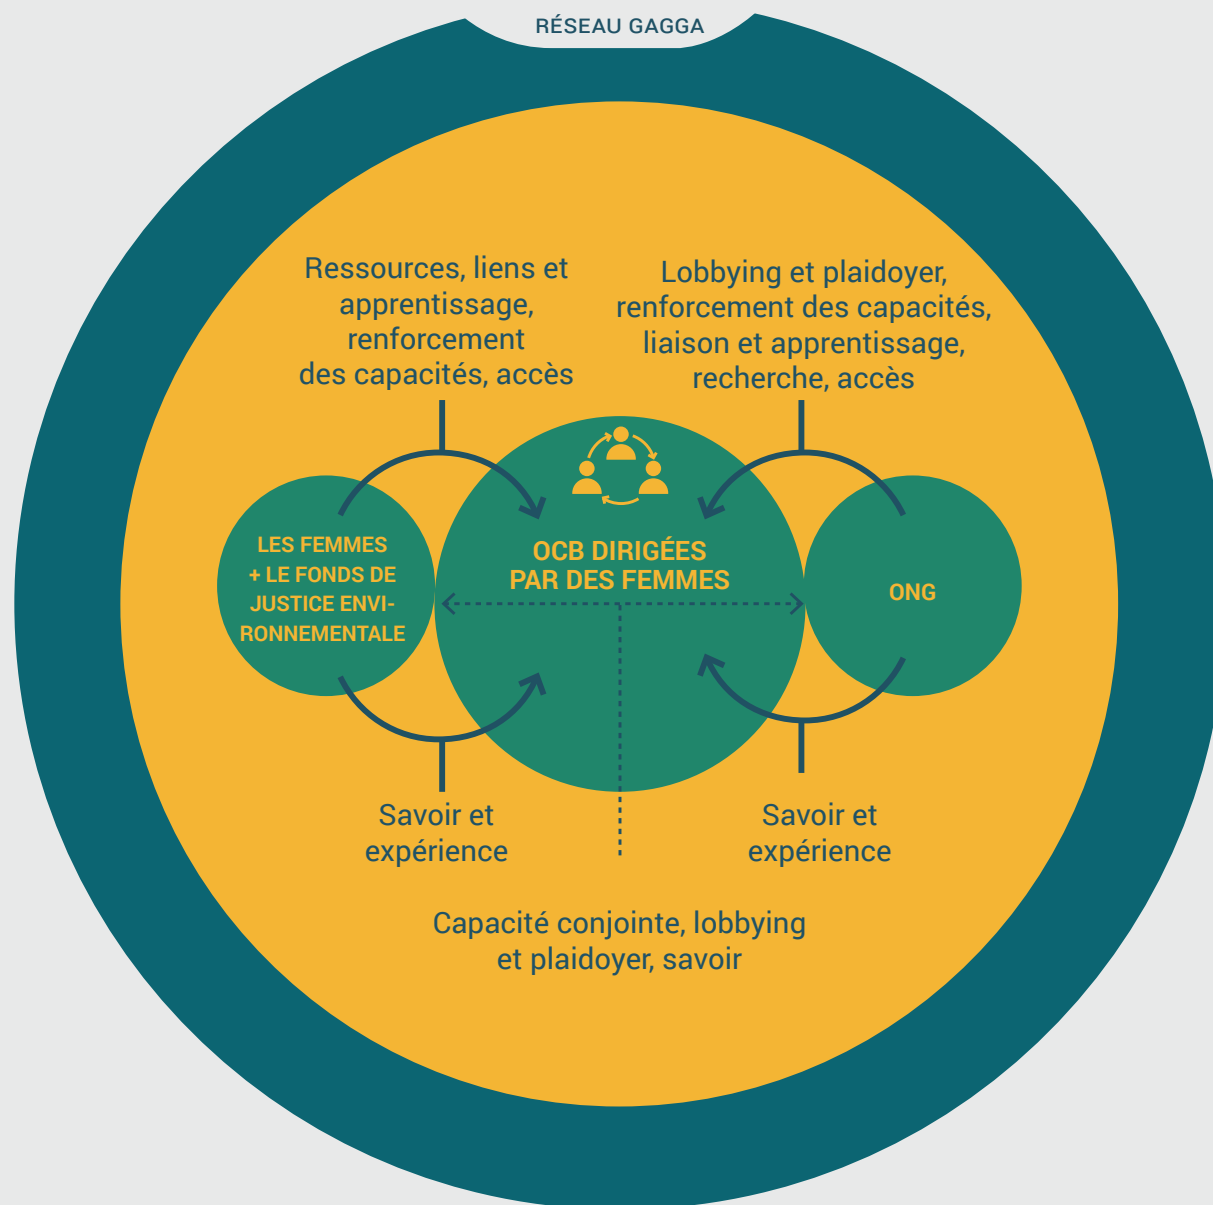 RÉSEAU GAGGA
Ressources, liens et
apprentissage,
renforcement
des capacités, accès
Lobbying et plaidoyer,
renforcement des capacités,
liaison et apprentissage,
recherche, accès
LES FEMMES
+ LE FONDS DE
JUSTICE ENVI-
RONNEMENTALE
OCB DIRIGÉES
PAR DES FEMMES
ONG
Savoir et
expérience
Savoir et
expérience
Capacité conjointe, lobbying
et plaidoyer, savoir